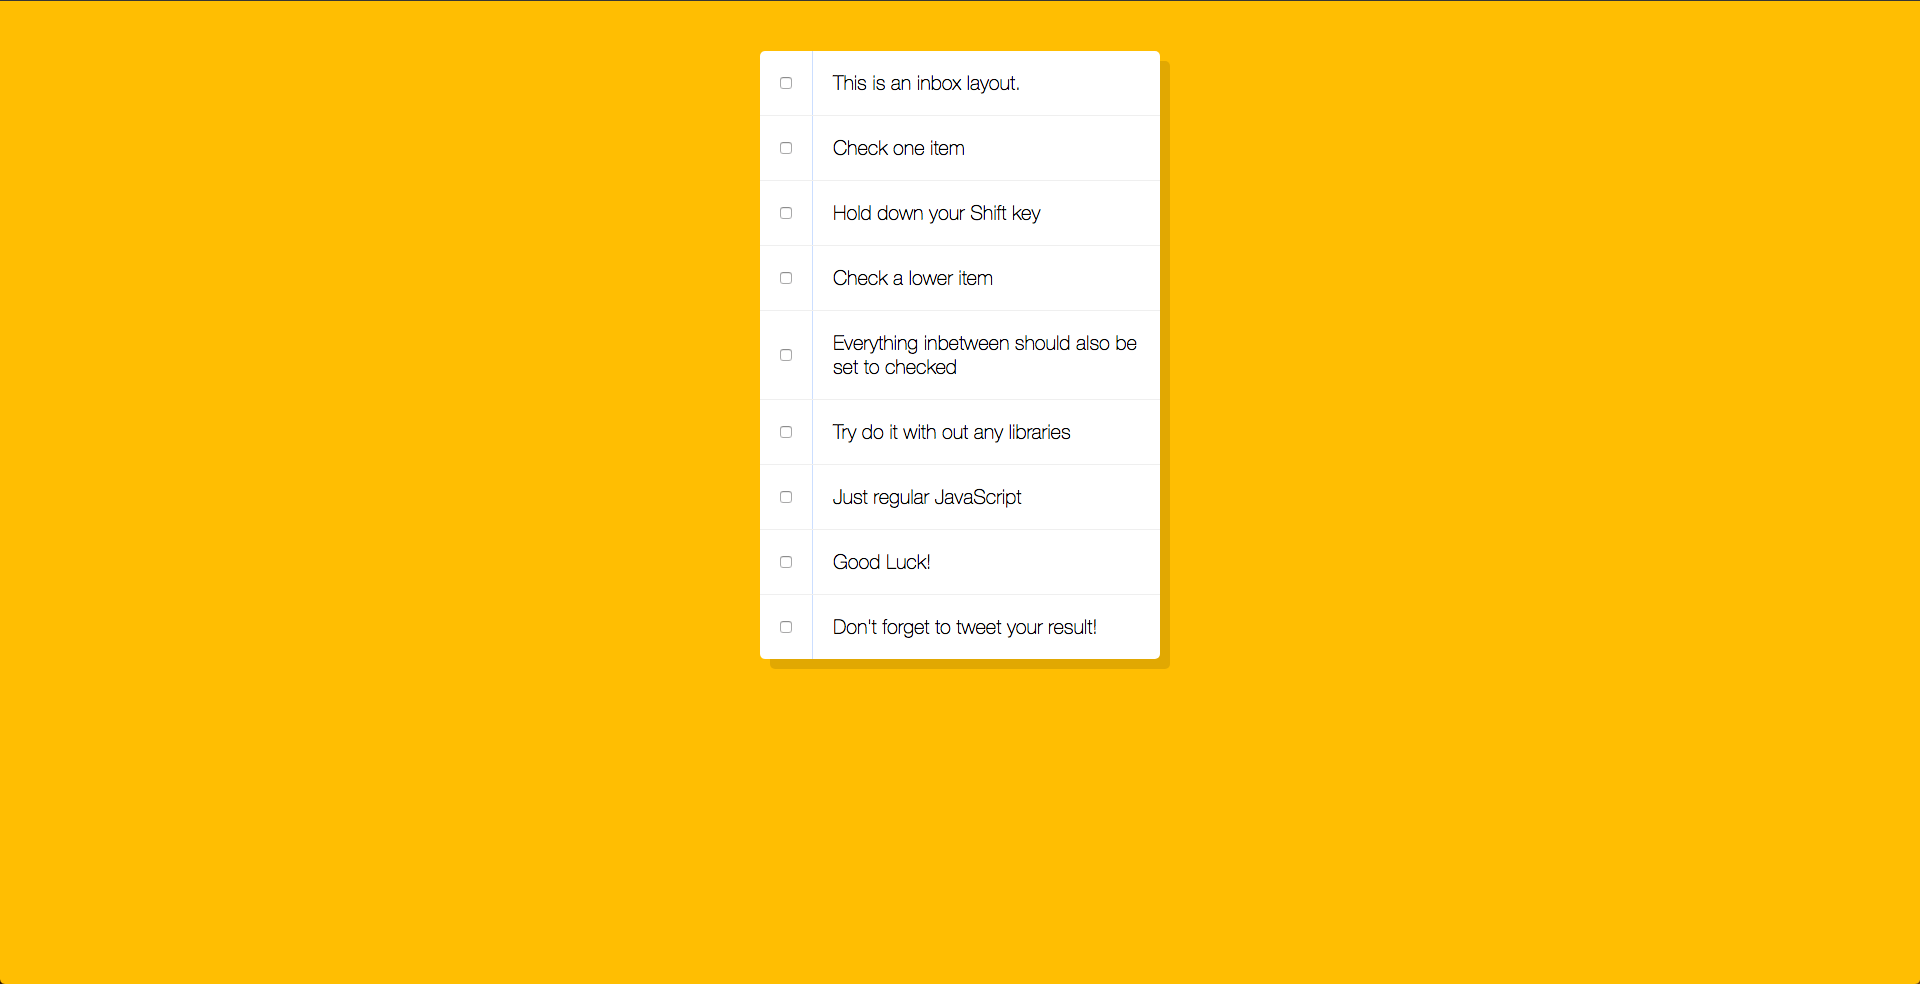 This is an inbox layout.
Check one item
Hold down your Shift key
Check a lower item
Everything inbetween should also be
set to checked
Try do it with out any libraries
Just regular JavaScript
Good Luck!
Don't forget to tweet your result!